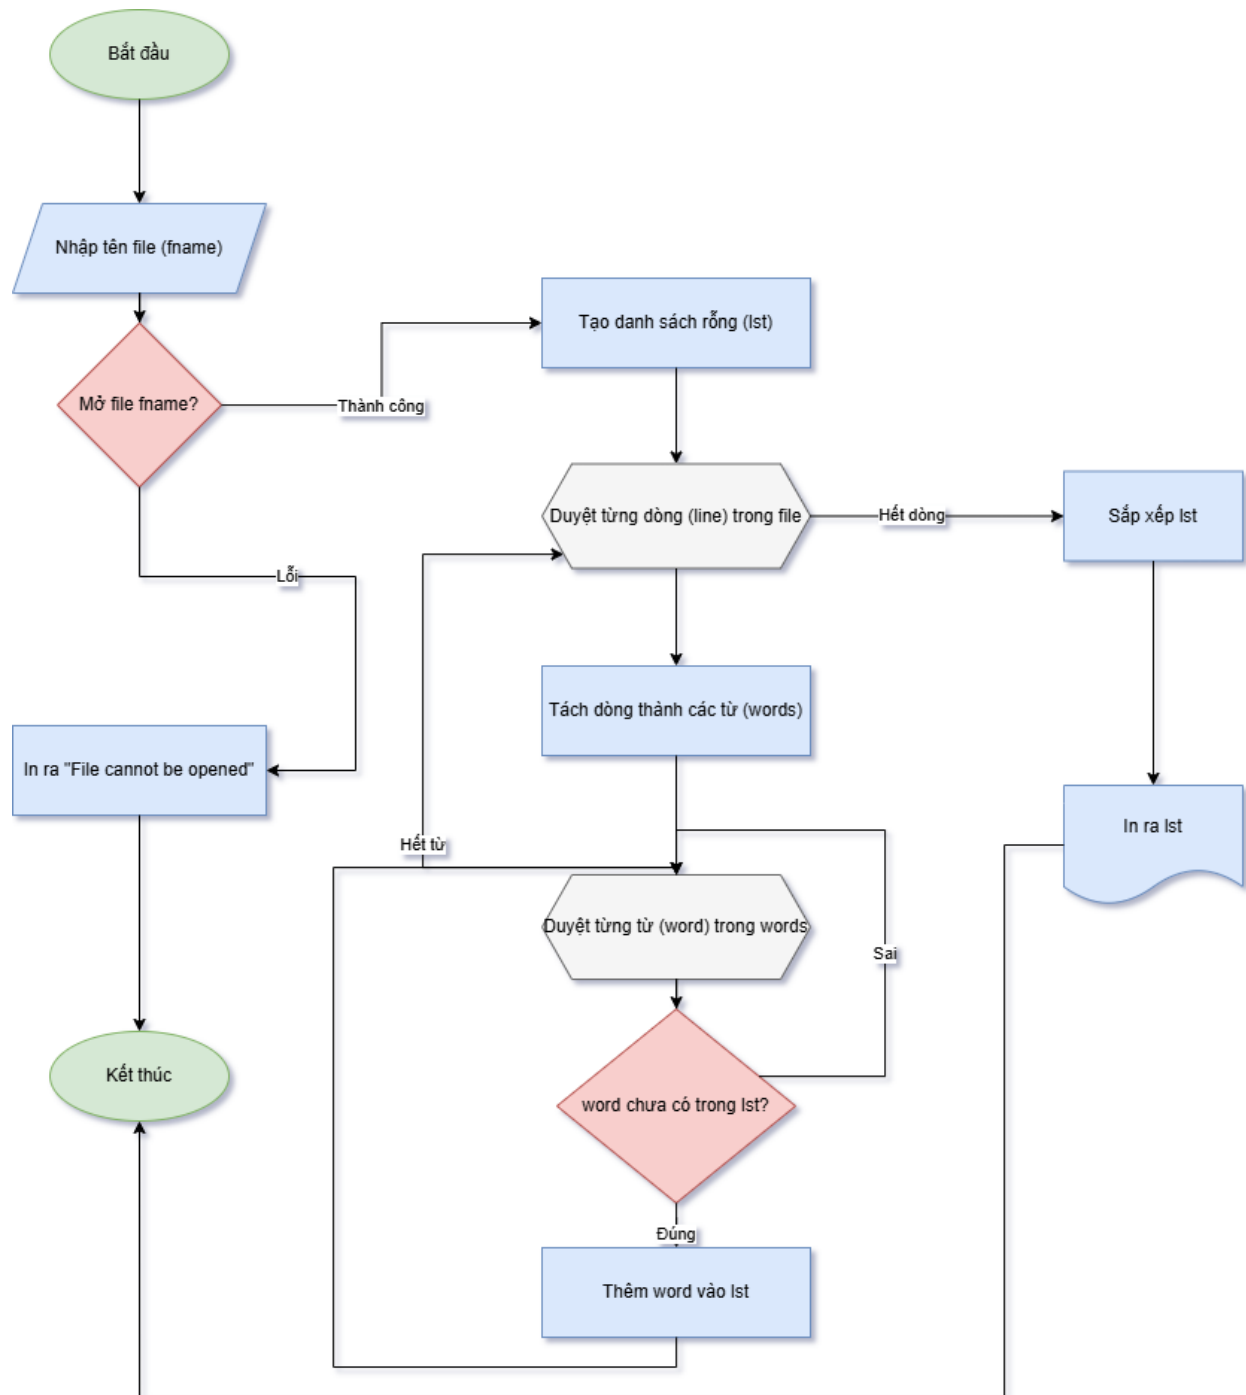 Bắt đầu
Nhập tên file (fname)
Mở file fname?
Thành công
Lỗi
Tạo danh sách rỗng (lst)
Duyệt từng dòng (line) trong file
Hết dòng
Sắp xếp lst
In ra lst
Tách dòng thành các từ (words)
Hết từ
Duyệt từng từ (word) trong words
Sai
word chưa có trong lst?
Đúng
Thêm word vào lst
In ra "File cannot be opened"
Kết thúc